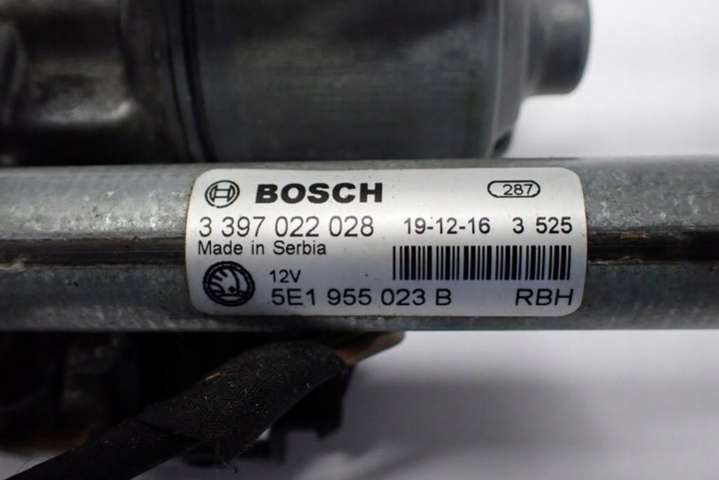 BOSCH 287
3 397 022 028 19-12-16 3 525
Made in Serbia
12V
5E1 955 023 B RBH